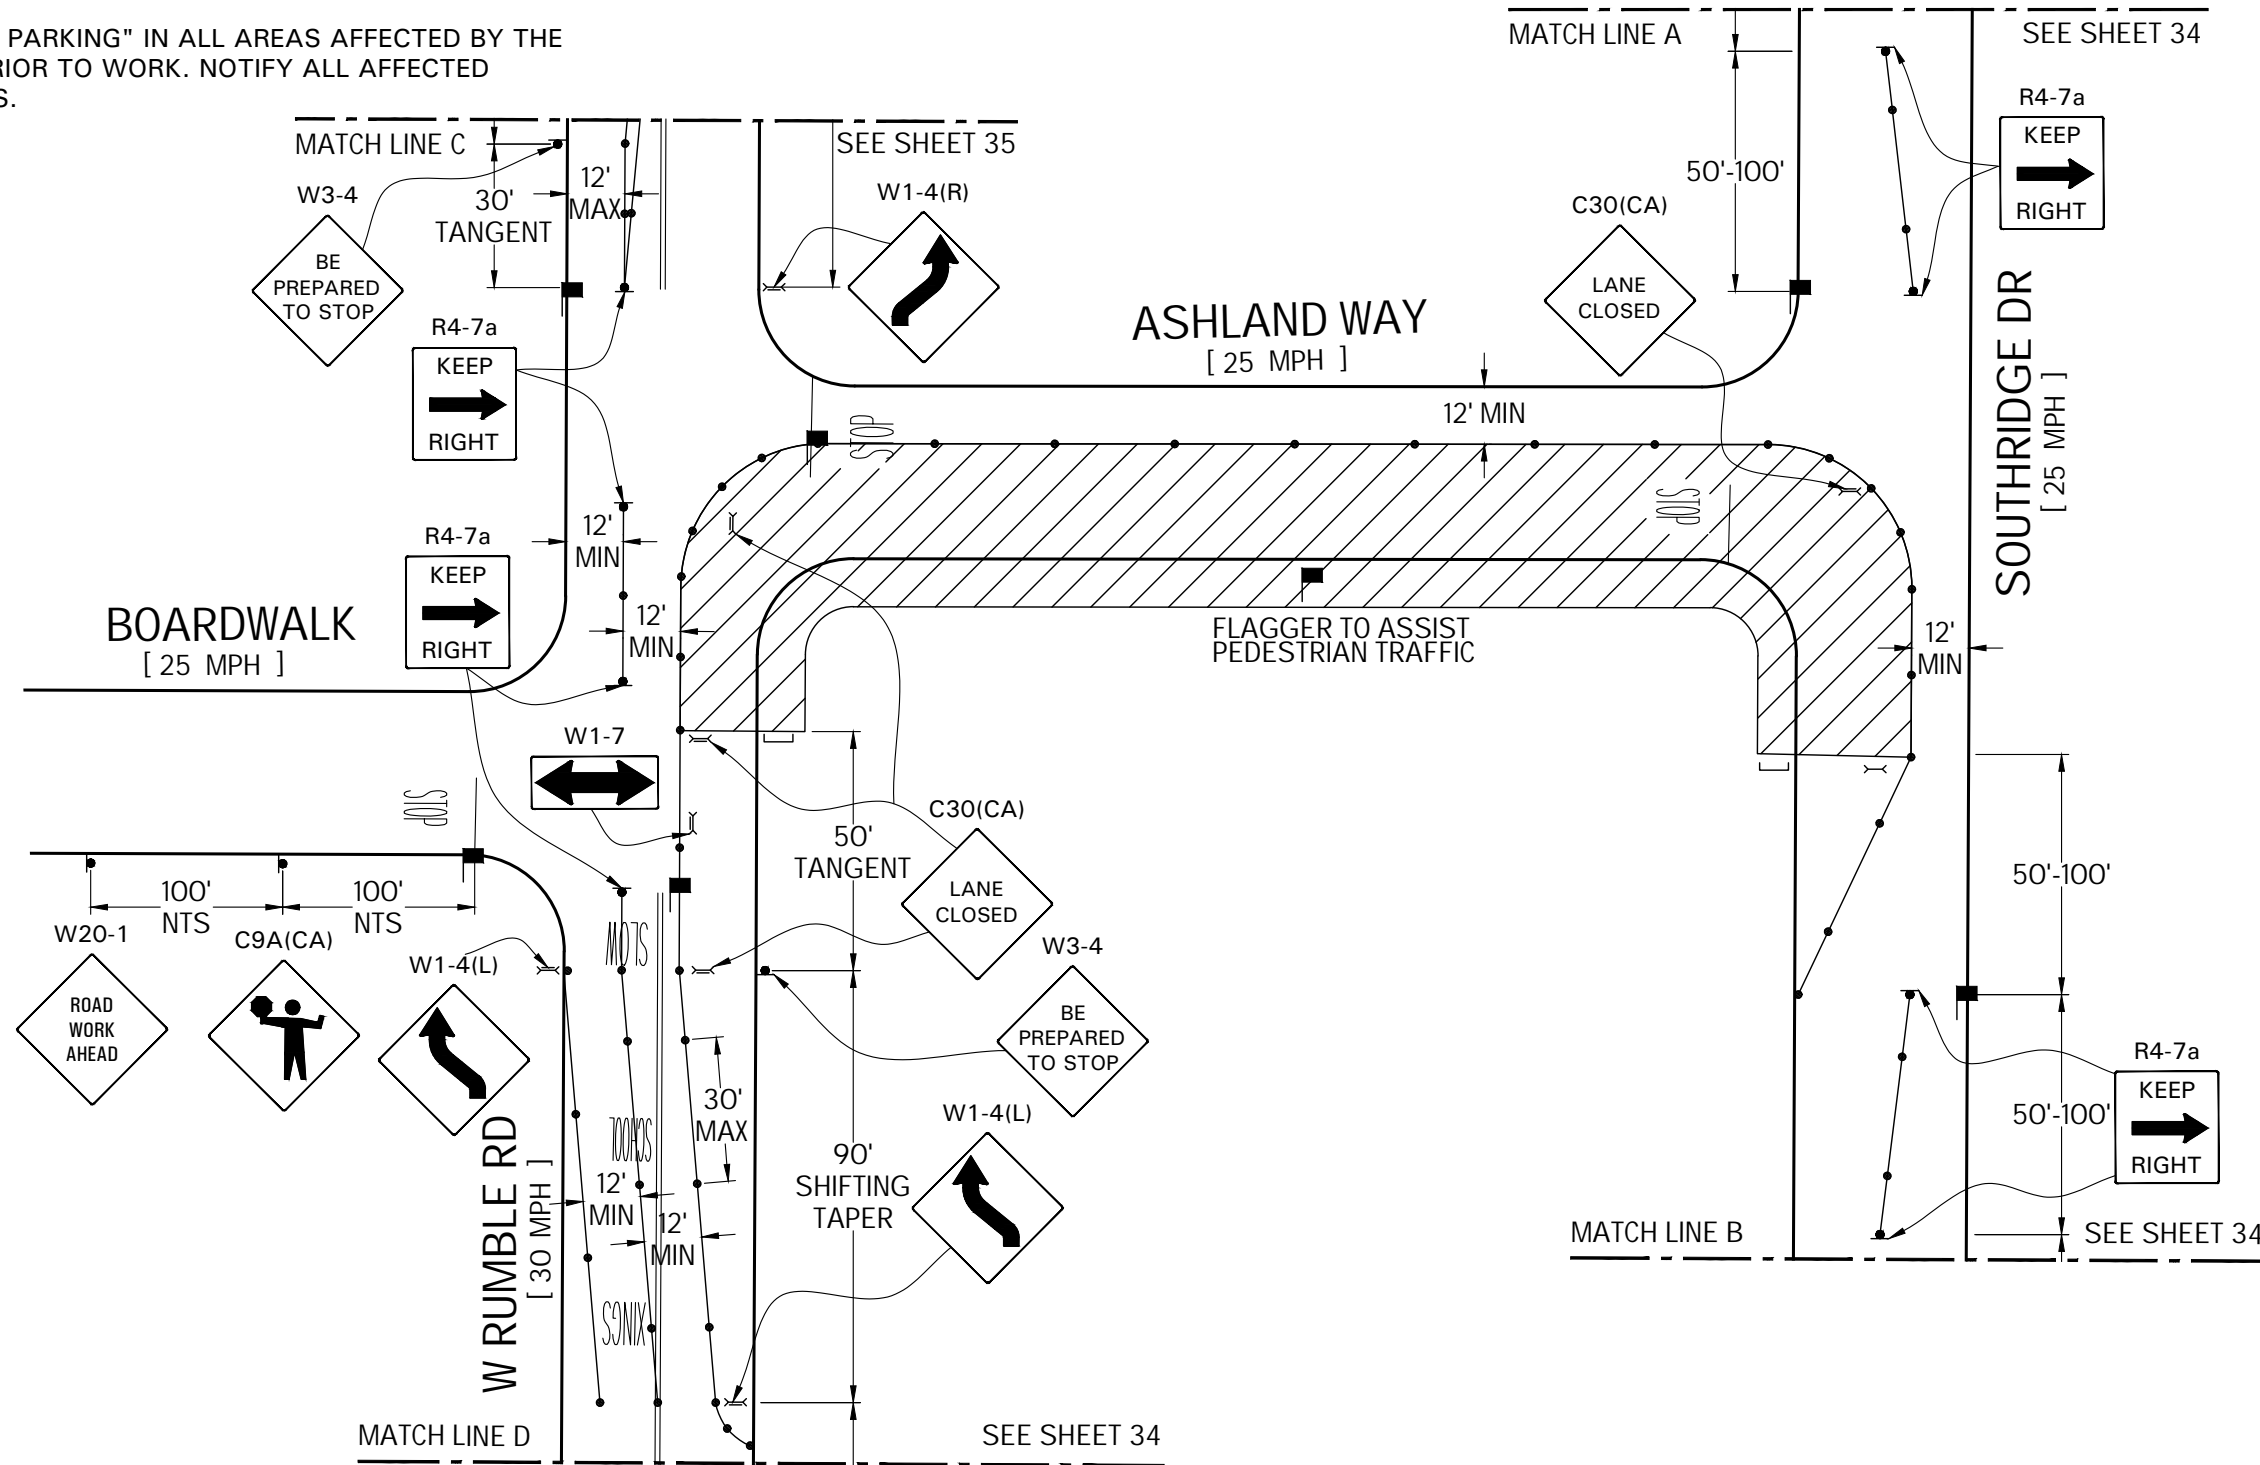 PARKING" IN ALL AREAS AFFECTED BY THE
RIOR TO WORK. NOTIFY ALL AFFECTED
S.
MATCH LINE A
SEE SHEET 34
MATCH LINE C
SEE SHEET 35
R4-7a
KEEP
RIGHT
50'-100'
W3-4
BE
PREPARED
TO STOP
30'
TANGENT
12'
MAX
W1-4(R)
C30(CA)
LANE
CLOSED
R4-7a
KEEP
RIGHT
ASHLAND WAY
[ 25 MPH ]
SOUTHRIDGE DR
[ 25 MPH ]
12' MIN
STOP
STOP
R4-7a
KEEP
RIGHT
12'
MIN
12'
MIN
BOARDWALK
[ 25 MPH ]
FLAGGER TO ASSIST
PEDESTRIAN TRAFFIC
12'
MIN
W1-7
STOP
C30(CA)
LANE
CLOSED
50'
TANGENT
50'-100'
100'
NTS
100'
NTS
W20-1
ROAD
WORK
AHEAD
C9A(CA)
W1-4(L)
SLOW
W3-4
BE
PREPARED
TO STOP
30'
MAX
SCHOOL
W1-4(L)
R4-7a
KEEP
RIGHT
50'-100'
90'
SHIFTING
TAPER
12'
MIN
12'
MIN
W RUMBLE RD
[ 30 MPH ]
XINGS
MATCH LINE B
SEE SHEET 34
MATCH LINE D
SEE SHEET 34